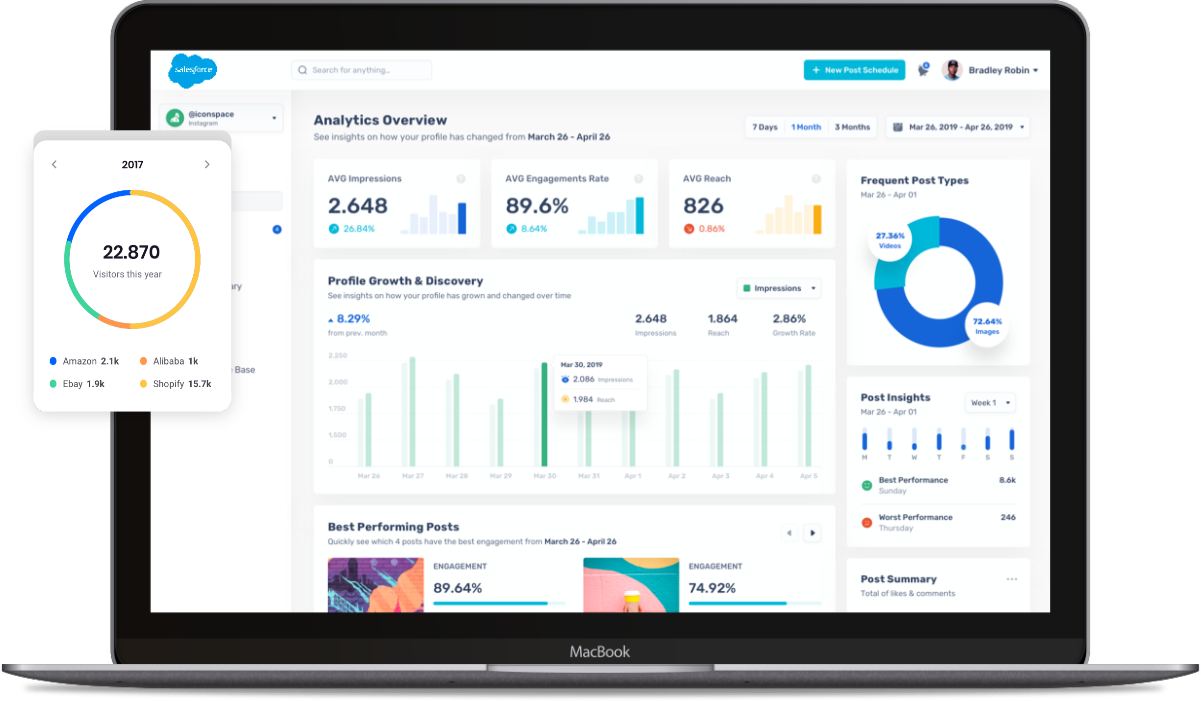 salesforce
Search for anything..
+ New Post Schedule
Bradley Robin
@iconspace
Instagram
2017
22.870
Visitors this year
Amazon 2.1k
Alibaba 1k
Ebay 1.9k
Shopify 15.7k
Base
Analytics Overview
See insights on how your profile has changed from March 26 - April 26
7 Days
1 Month
3 Months
Mar 26, 2019 - Apr 26, 2019
AVG Impressions
2.648
26.84%
AVG Engagements Rate
89.6%
8.64%
AVG Reach
826
0.86%
Profile Growth & Discovery
See insights on how your profile has grown and changed over time
Impressions
8.29%
from prev. month
2.648
Impressions
1.864
Reach
2.86%
Growth Rate
2,250
2,000
1,750
1,500
0
Mar 30, 2019
2.086 Impressions
1.984 Reach
Mar 26
Mar 27
Mar 28
Mar 29
Mar 30
Mar 31
Apr 1
Apr 2
Apr 3
Apr 4
Apr 5
Best Performing Posts
Quickly see which 4 posts have the best engagement from March 26 - April 26
ENGAGEMENT
89.64%
ENGAGEMENT
74.92%
Frequent Post Types
Mar 26 - Apr 01
27.36%
Videos
72.64%
Images
Post Insights
Mar 26 - Apr 01
Week 1
M T W T F S S
Best Performance
Sunday
8.6k
Worst Performance
Thursday
246
Post Summary
Total of likes & comments
MacBook